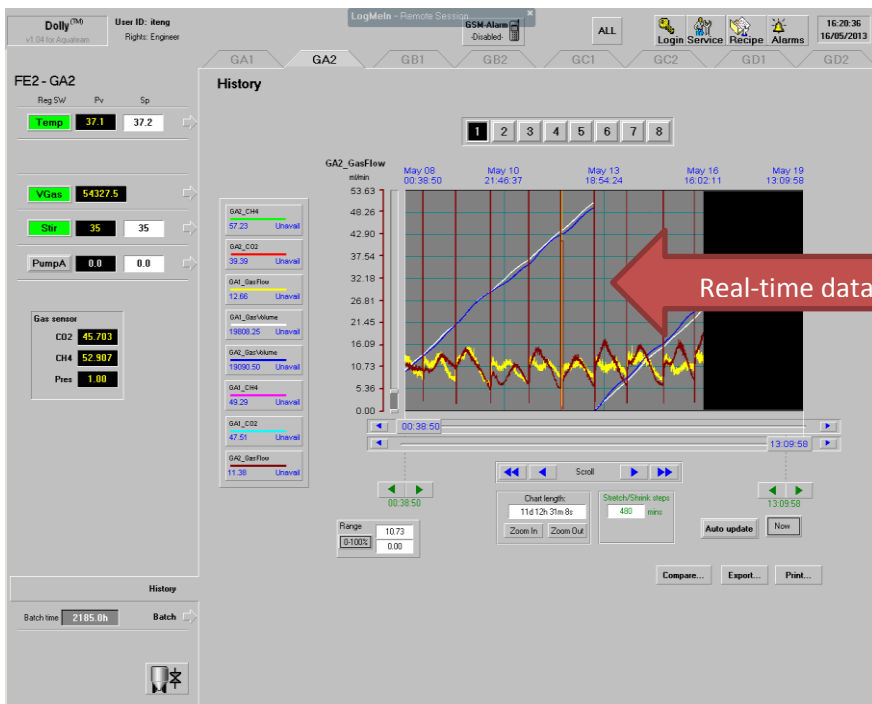 Dolly(TM)
v1.04 for Aquateam
User ID: iteng
Rights: Engineer
LogMeIn - Remote Session
x
GSM-Alarm
-Disabled-
ALL
Login Service Recipe Alarms
16:20:36
16/05/2013
GA1 GA2 GB1 GB2 GC1 GC2 GD1 GD2
FE2 - GA2
Reg SW Pv Sp
Temp 37.1 37.2
VGas 54327.5
Stir 35 35
PumpA 0.0 0.0
Gas sensor
CO2 45.703
CH4 52.907
Pres 1.00
History
1 2 3 4 5 6 7 8
GA2_GasFlow
ml/min
May 08 May 10 May 13 May 16 May 19
00:38:50 21:46:37 18:54:24 16:02:11 13:09:58
53.63
48.26
42.90
37.54
32.18
26.81
21.45
16.09
10.73
5.36
0.00
GA2_CH4
57.23 Unavail
GA2_CO2
39.39 Unavail
GA1_GasFlow
12.66 Unavail
GA1_GasVolume
19808.25 Unavail
GA2_GasVolume
19090.50 Unavail
GA1_CH4
49.29 Unavail
GA1_CO2
47.51 Unavail
GA2_GasFlow
11.38 Unavail
Real-time data
00:38:50
13:09:58
Scroll
00:38:50
13:09:58
Chart length:
11d 12h 31m 8s
Zoom In Zoom Out
Stretch/Shrink steps
480 mins
Auto update Now
Range
0-100%
10.73
0.00
Compare... Export... Print...
History
Batch time 2185.0h Batch